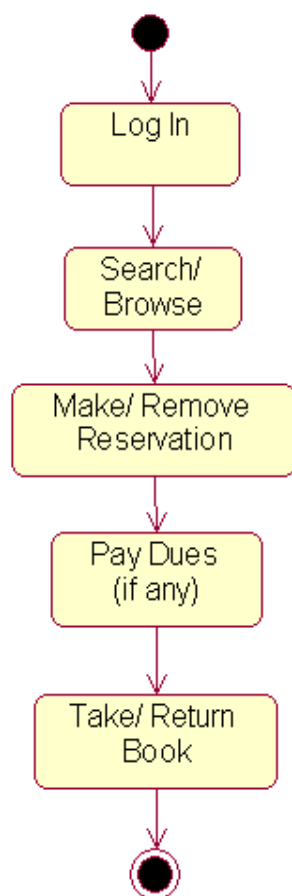 Log In
Search/
Browse
Make/ Remove
Reservation
Pay Dues
(if any)
Take/ Return
Book